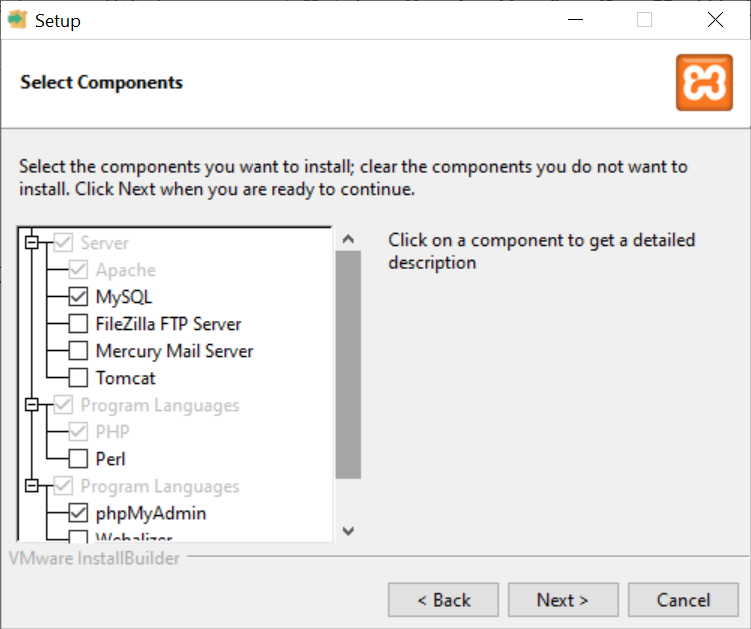 Setup
Select Components
Select the components you want to install; clear the components you do not want to
install. Click Next when you are ready to continue.
Server
Apache
MySQL
FileZilla FTP Server
Mercury Mail Server
Tomcat
Program Languages
PHP
Perl
Program Languages
phpMyAdmin
Webalizer
Click on a component to get a detailed
description
VMware InstallBuilder
< Back
Next >
Cancel